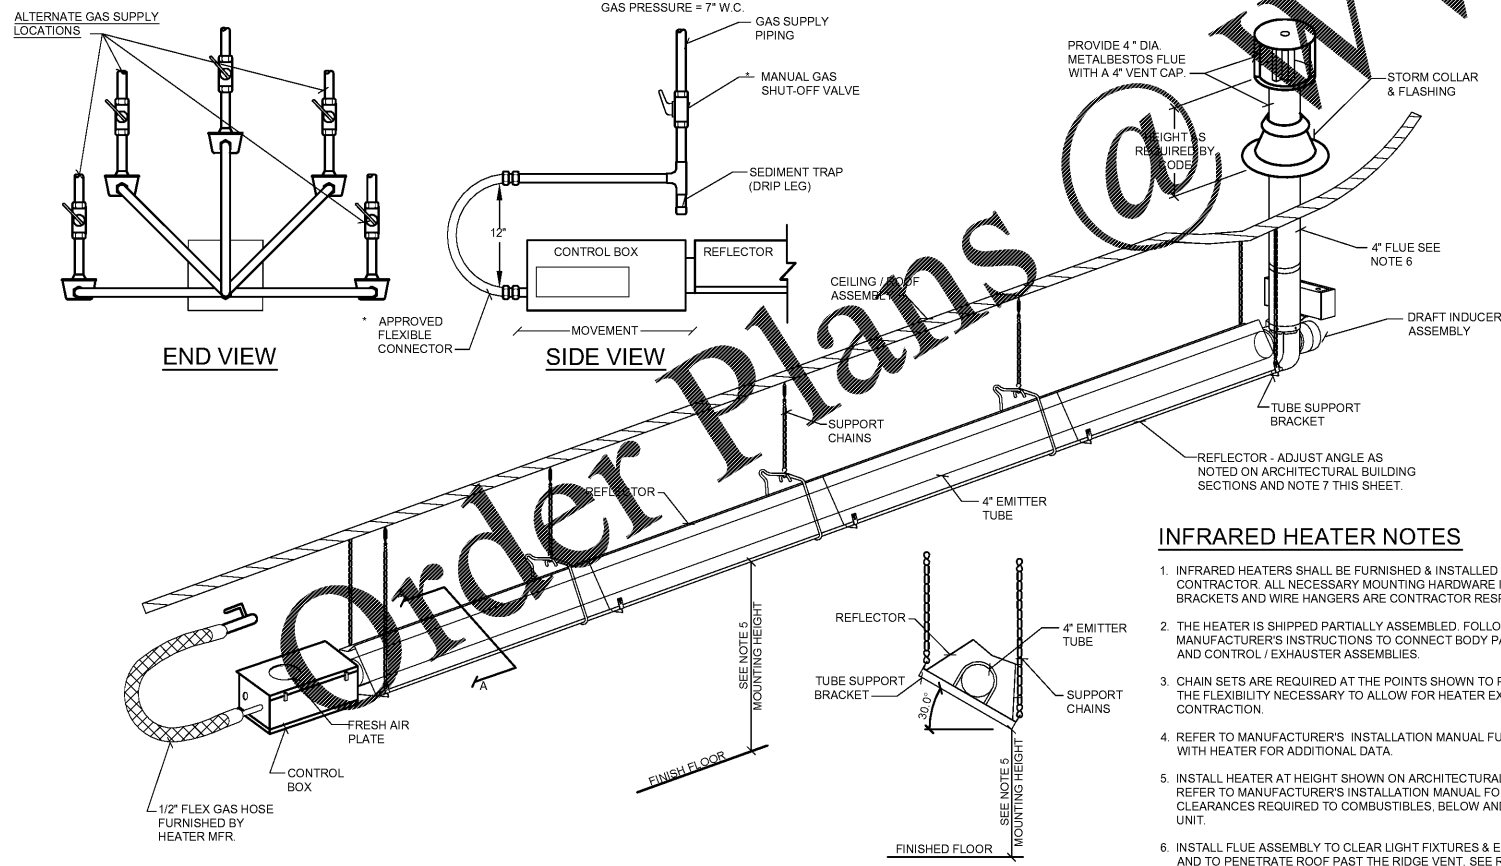 ALTERNATE GAS SUPPLY
LOCATIONS
GAS PRESSURE = 7" W.C.
GAS SUPPLY
PIPING
* MANUAL GAS
SHUT-OFF VALVE
SEDIMENT TRAP
(DRIP LEG)
12"
CONTROL BOX
REFLECTOR
MOVEMENT
* APPROVED
FLEXIBLE
CONNECTOR
END VIEW
SIDE VIEW
PROVIDE 4 " DIA.
METALBESTOS FLUE
WITH A 4" VENT CAP.
STORM COLLAR
& FLASHING
HEIGHT AS
REQUIRED BY
CODE
4" FLUE SEE
NOTE 6
CEILING / ROOF
ASSEMBLY
DRAFT INDUCER
ASSEMBLY
TUBE SUPPORT
BRACKET
SUPPORT
CHAINS
REFLECTOR - ADJUST ANGLE AS
NOTED ON ARCHITECTURAL BUILDING
SECTIONS AND NOTE 7 THIS SHEET.
REFLECTOR
4" EMITTER
TUBE
Order Plans @
A
SEE NOTE 5
MOUNTING HEIGHT
FINISH FLOOR
FRESH AIR
PLATE
CONTROL
BOX
1/2" FLEX GAS HOSE
FURNISHED BY
HEATER MFR.
REFLECTOR
4" EMITTER
TUBE
TUBE SUPPORT
BRACKET
SUPPORT
CHAINS
30.0°
SEE NOTE 5
MOUNTING HEIGHT
FINISHED FLOOR
INFRARED HEATER NOTES
1. INFRARED HEATERS SHALL BE FURNISHED & INSTALLED
CONTRACTOR. ALL NECESSARY MOUNTING HARDWARE
BRACKETS AND WIRE HANGERS ARE CONTRACTOR
2. THE HEATER IS SHIPPED PARTIALLY ASSEMBLED.
MANUFACTURER'S INSTRUCTIONS TO CONNECT BODY
AND CONTROL / EXHAUSTER ASSEMBLIES.
3. CHAIN SETS ARE REQUIRED AT THE POINTS SHOWN TO
THE FLEXIBILITY NECESSARY TO ALLOW FOR HEATER
CONTRACTION.
4. REFER TO MANUFACTURER'S INSTALLATION MANUAL
WITH HEATER FOR ADDITIONAL DATA.
5. INSTALL HEATER AT HEIGHT SHOWN ON ARCHITECTURAL
REFER TO MANUFACTURER'S INSTALLATION MANUAL
CLEARANCES REQUIRED TO COMBUSTIBLES, BELOW
UNIT.
6. INSTALL FLUE ASSEMBLY TO CLEAR LIGHT FIXTURES &
AND TO PENETRATE ROOF PAST THE RIDGE VENT. SEE